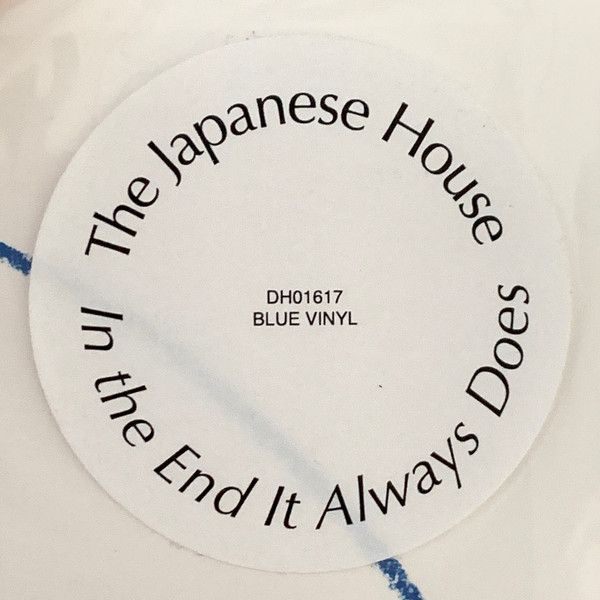 The Japanese House
DH01617
BLUE VINYL
In the End It Always Does